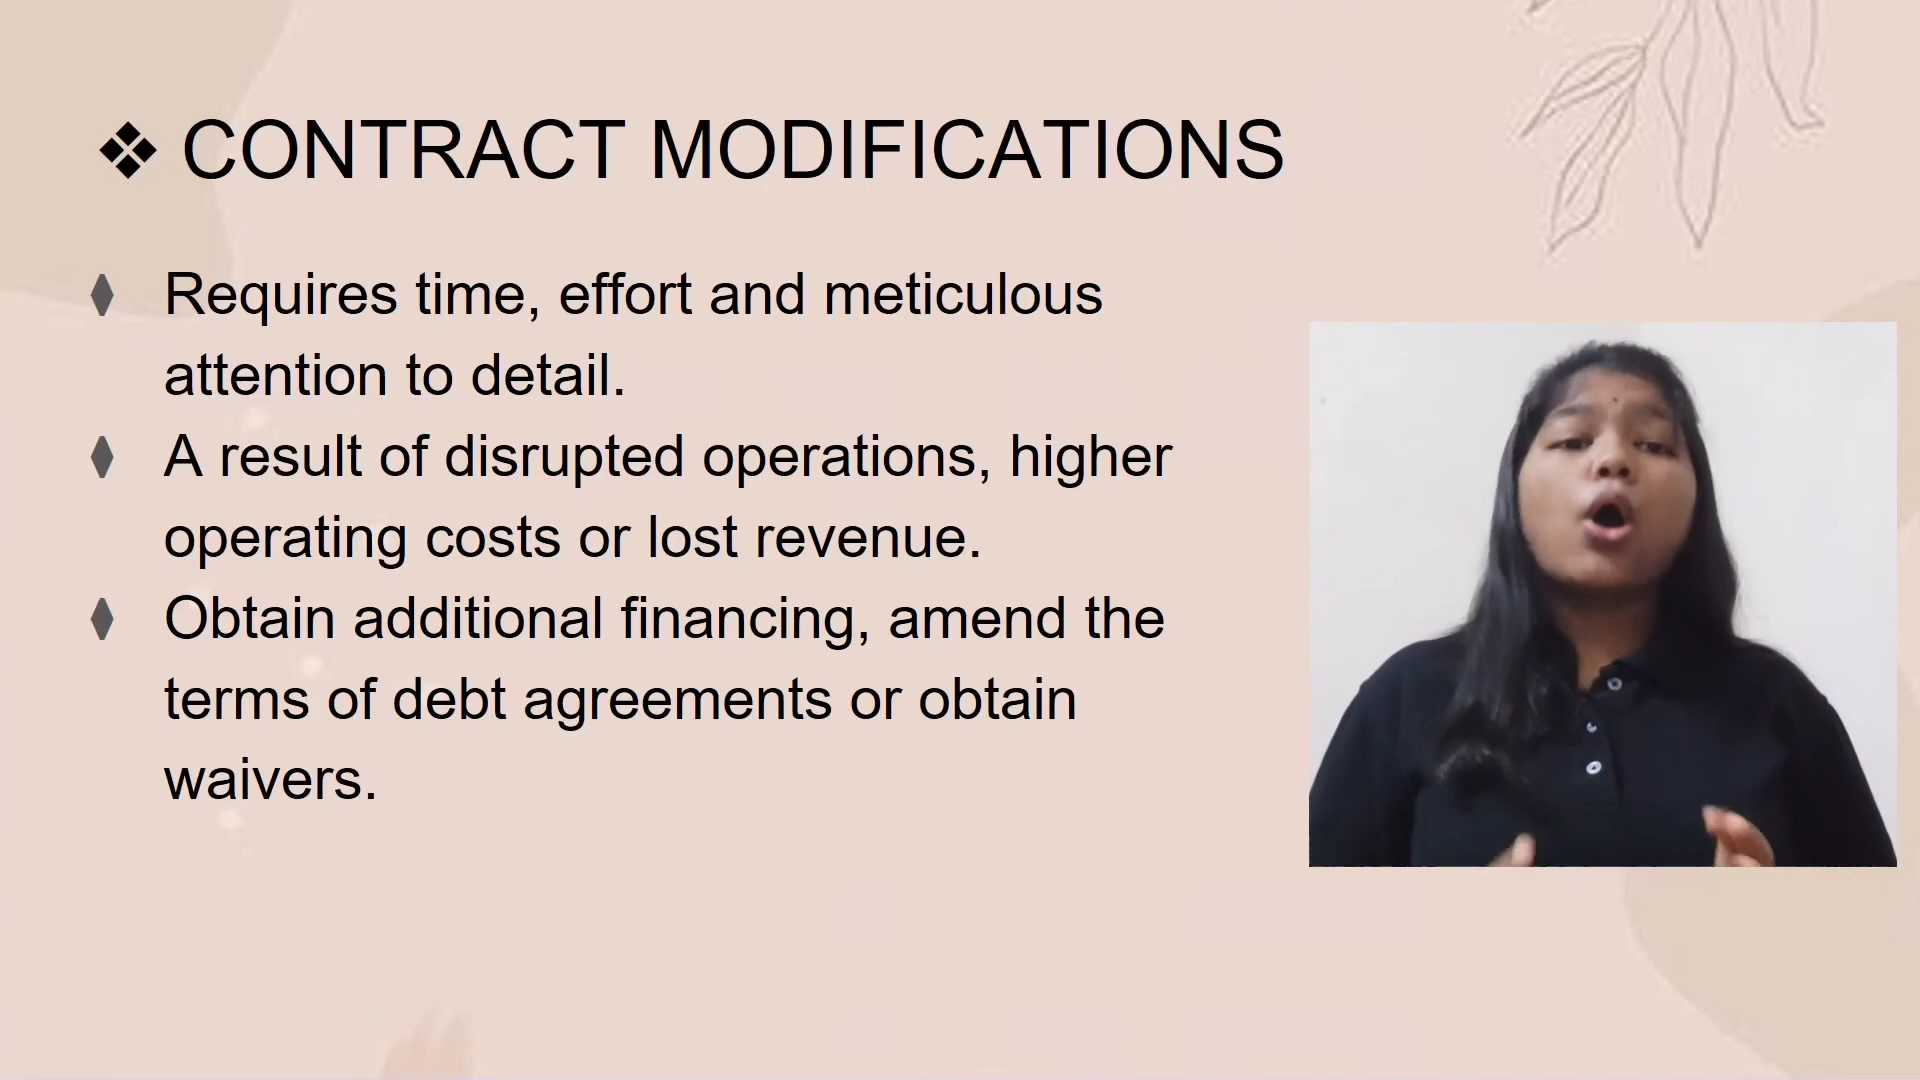 ❖ CONTRACT MODIFICATIONS
Requires time, effort and meticulous
attention to detail.
A result of disrupted operations, higher
operating costs or lost revenue.
Obtain additional financing, amend the
terms of debt agreements or obtain
waivers.